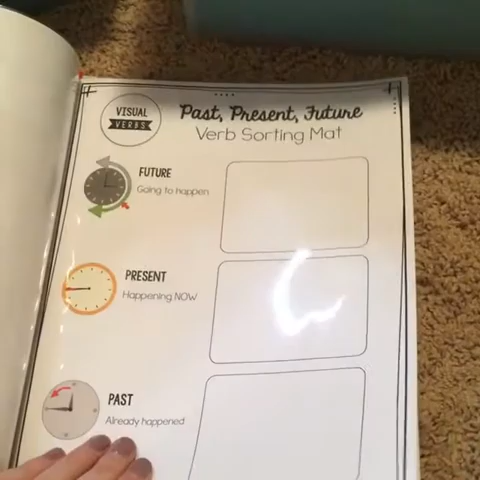 VISUAL
VERBS
Past, Present, Future
Verb Sorting Mat
FUTURE
Going to happen
PRESENT
Happening NOW
PAST
Already happened